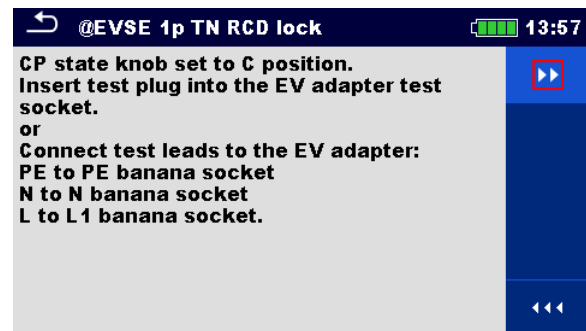 @EVSE 1p TN RCD lock 13:57
CP state knob set to C position.
Insert test plug into the EV adapter test
socket.
or
Connect test leads to the EV adapter:
PE to PE banana socket
N to N banana socket
L to L1 banana socket.